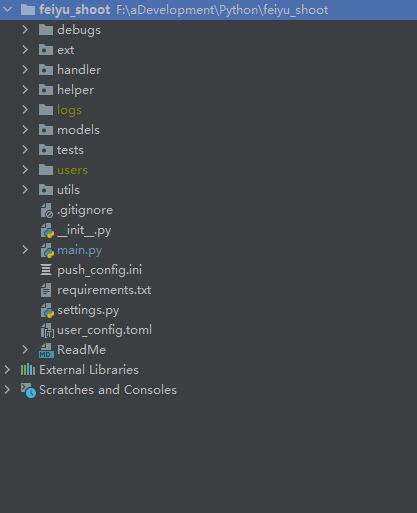 feiyu_shoot F:\aDevelopment\Python\feiyu_shoot
debugs
ext
handler
helper
logs
models
tests
users
utils
.gitignore
__init__.py
main.py
push_config.ini
requirements.txt
settings.py
user_config.toml
MD ReadMe
External Libraries
Scratches and Consoles